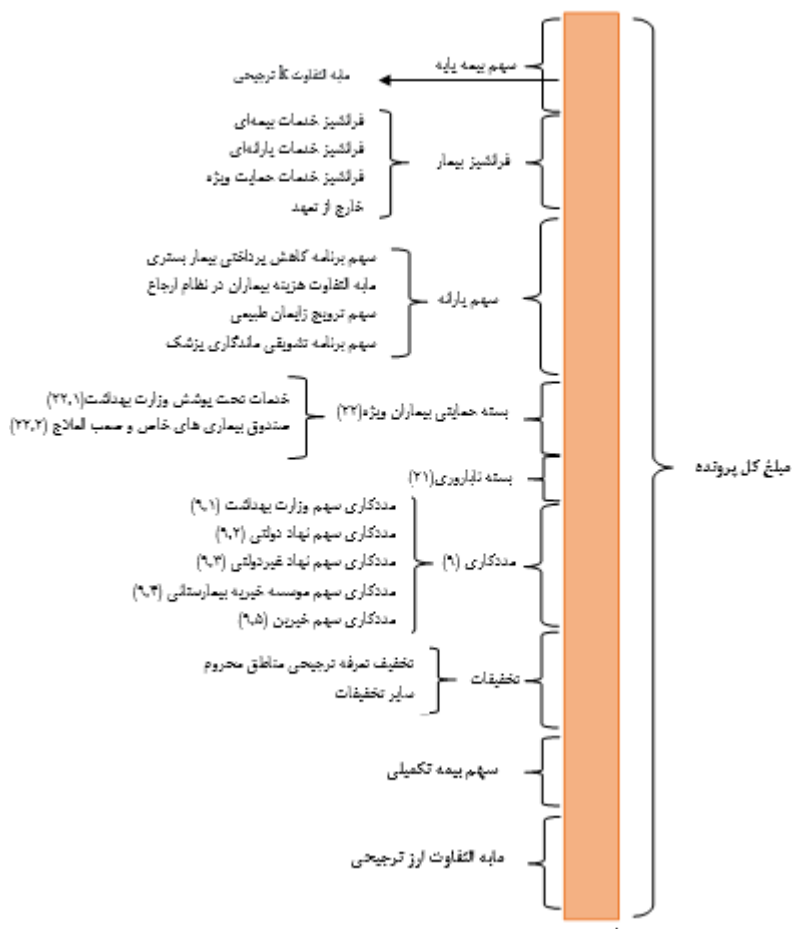 مبلغ کل پرونده
سهم بیمه پایه
مابه التفاوت k ترجیحی
فرانشیز بیمار
فرانشیز خدمات بیمه‌ای
فرانشیز خدمات یارانه‌ای
فرانشیز خدمات حمایت ویژه
خارج از تعهد
سهم یارانه
سهم برنامه کاهش پرداختی بیمار بستری
مابه التفاوت هزینه بیماران در نظام ارجاع
سهم ترویج زایمان طبیعی
سهم برنامه تشویقی ماندگاری پزشک
بسته حمایتی بیماران ویژه(۲۲)
خدمات تحت پوشش وزارت بهداشت(۲۲,۱)
صندوق بیماری های خاص و صعب العلاج (۲۲,۲)
بسته ناباروری(۲۱)
مددکاری (۹)
مددکاری سهم وزارت بهداشت (۹,۱)
مددکاری سهم نهاد دولتی (۹,۲)
مددکاری سهم نهاد غیردولتی (۹,۳)
مددکاری سهم موسسه خیریه بیمارستانی (۹,۴)
مددکاری سهم خیرین (۹,۵)
تخفیفات
تخفیف تعرفه ترجیحی مناطق محروم
سایر تخفیفات
سهم بیمه تکمیلی
مابه التفاوت ارز ترجیحی